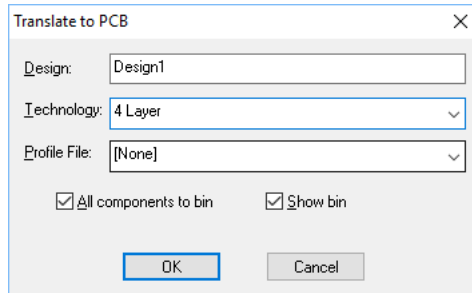 Translate to PCB
Design: Design1
Technology: 4 Layer
Profile File: [None]
All components to bin Show bin
OK Cancel